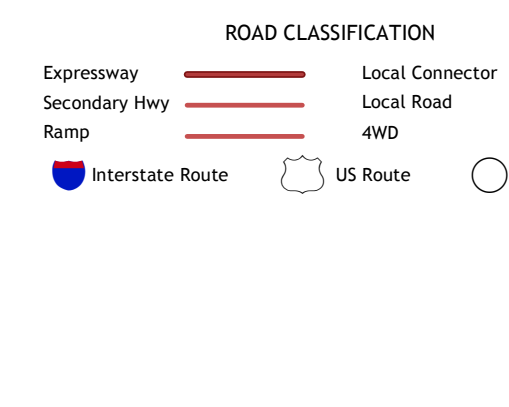 ROAD CLASSIFICATION
Expressway Local Connector
Secondary Hwy Local Road
Ramp 4WD
Interstate Route US Route